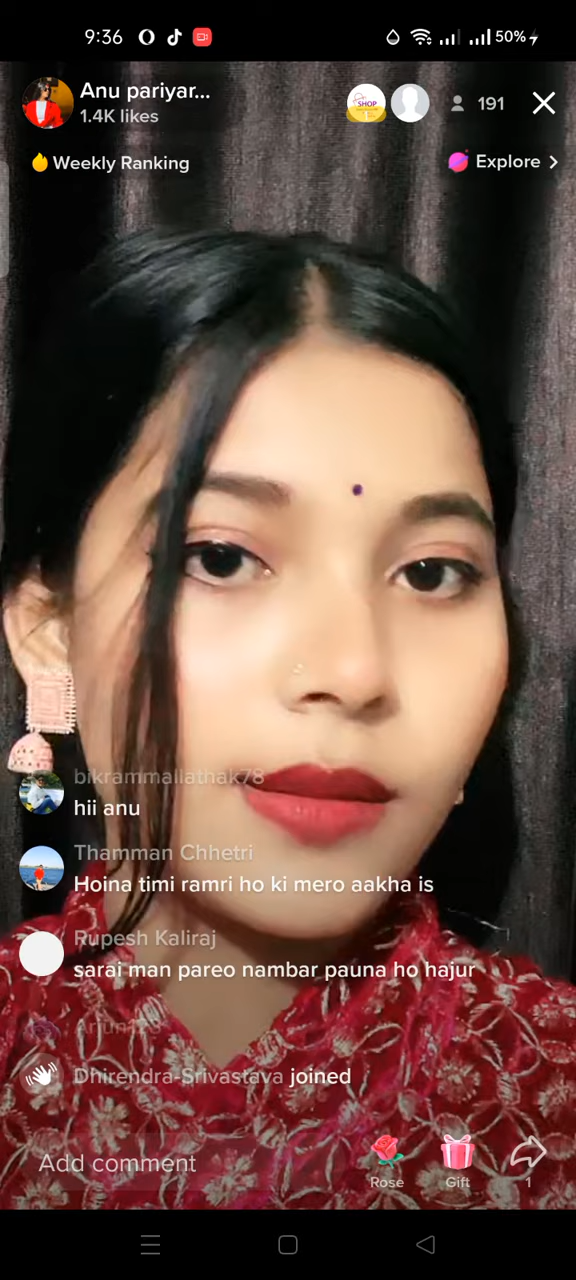 9:36
50%
Anu pariyar...
1.4K likes
SHOP
191
Weekly Ranking
Explore
bikrammallathak78
hii anu
Thamman Chhetri
Hoina timi ramri ho ki mero aakha is
Rupesh Kaliraj
sarai man pareo nambar pauna ho hajur
Dhirendra-Srivastava joined
Add comment
Rose
Gift
1